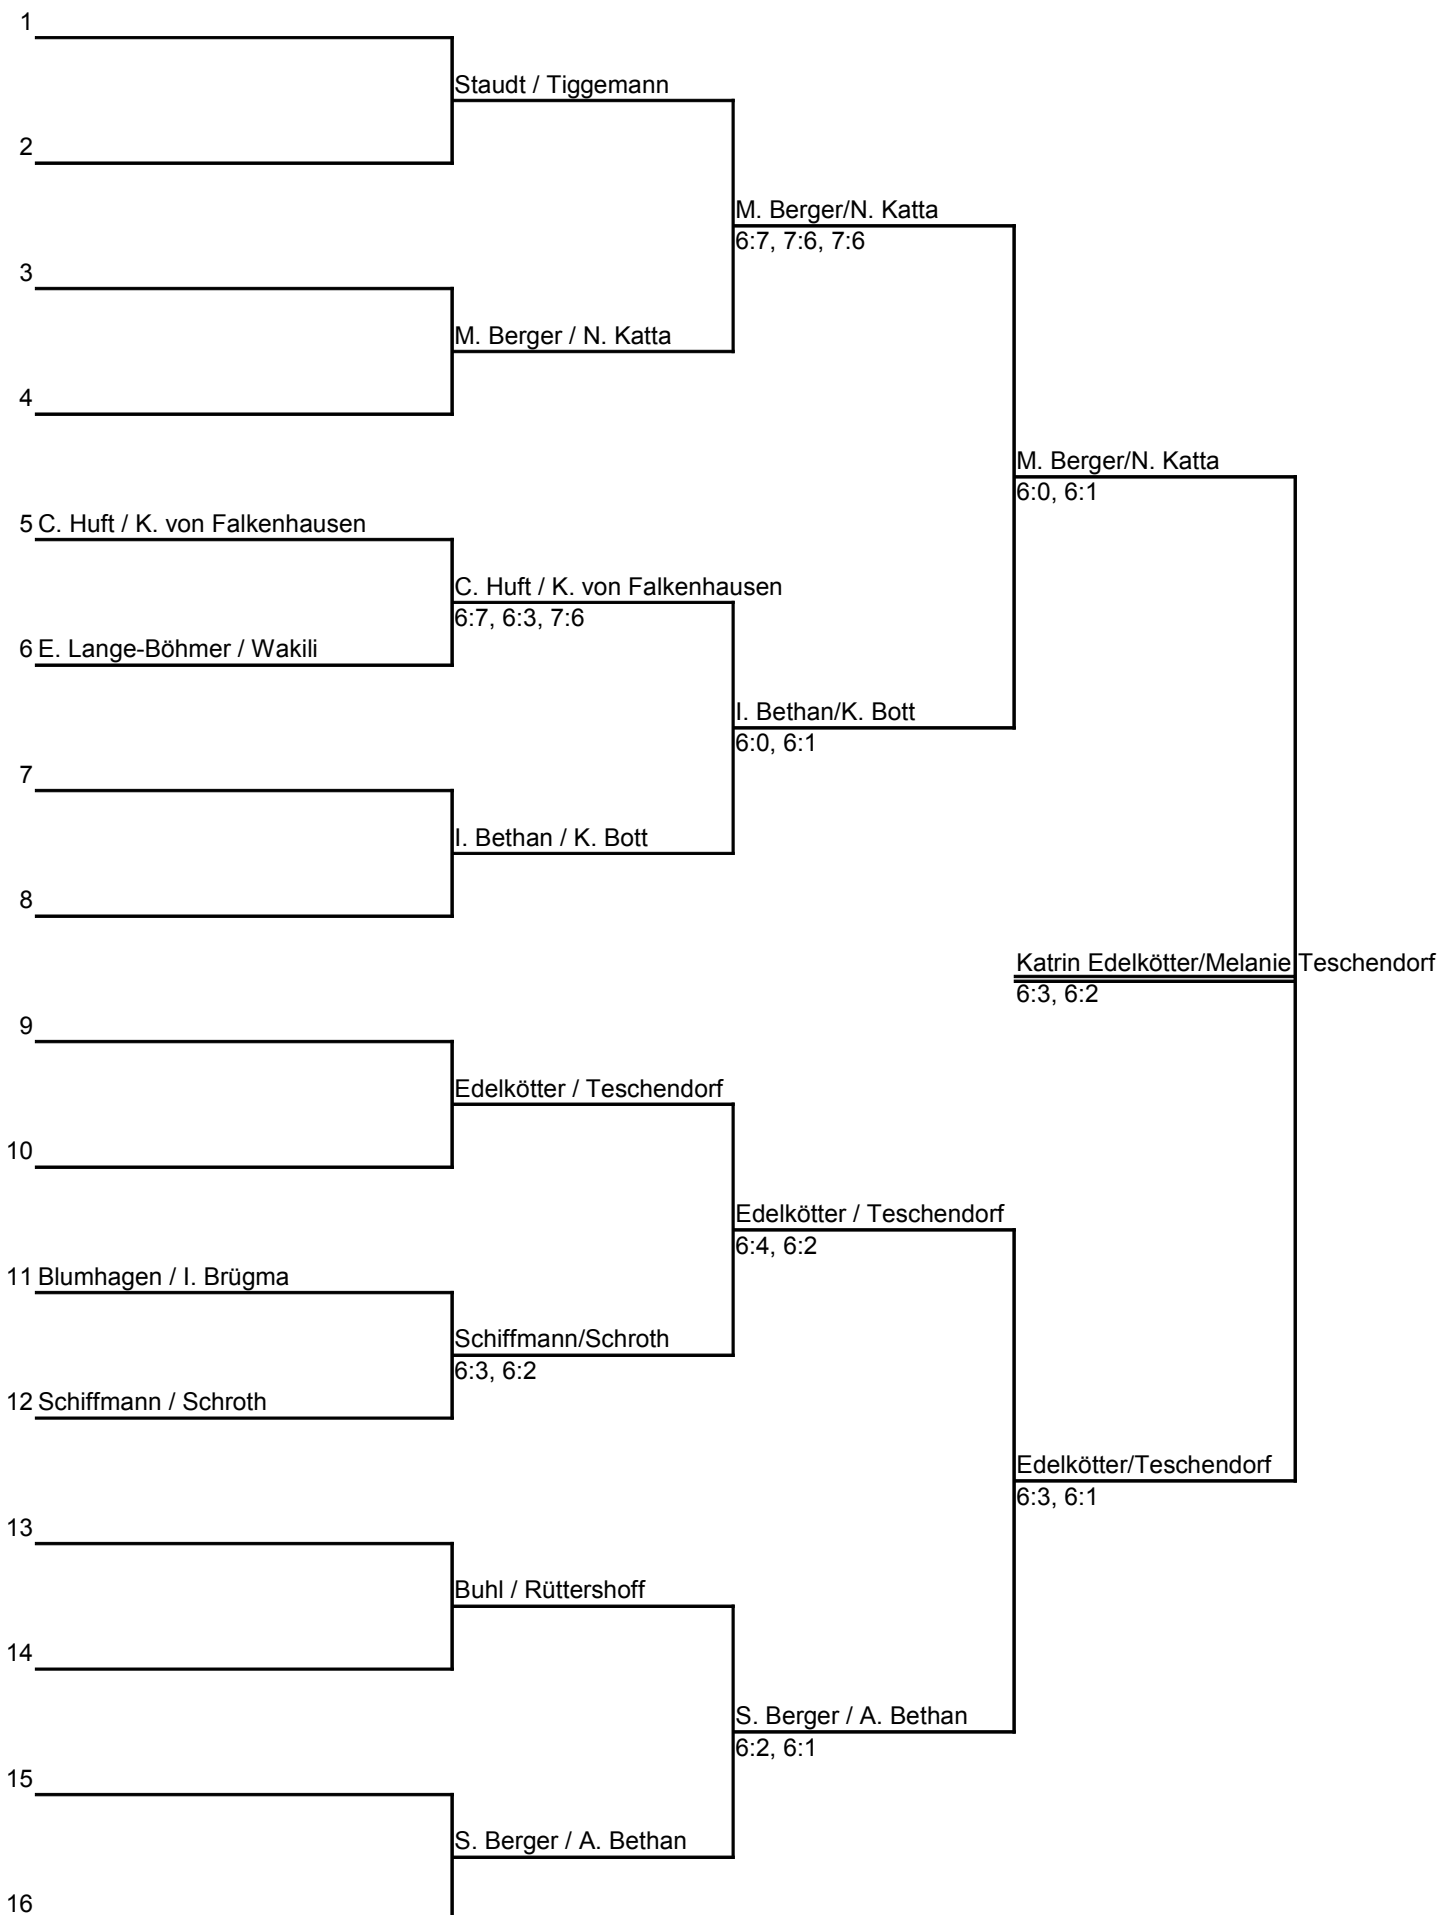 1
Staudt / Tiggemann
2
M. Berger/N. Katta
6:7, 7:6, 7:6
3
M. Berger / N. Katta
4
M. Berger/N. Katta
6:0, 6:1
5 C. Huft / K. von Falkenhausen
C. Huft / K. von Falkenhausen
6:7, 6:3, 7:6
6 E. Lange-Böhmer / Wakili
I. Bethan/K. Bott
6:0, 6:1
7
I. Bethan / K. Bott
8
Katrin Edelkötter/Melanie Teschendorf
6:3, 6:2
9
Edelkötter / Teschendorf
10
Edelkötter / Teschendorf
6:4, 6:2
11 Blumhagen / I. Brügma
Schiffmann/Schroth
6:3, 6:2
12 Schiffmann / Schroth
Edelkötter/Teschendorf
6:3, 6:1
13
Buhl / Rüttershoff
14
S. Berger / A. Bethan
6:2, 6:1
15
S. Berger / A. Bethan
16